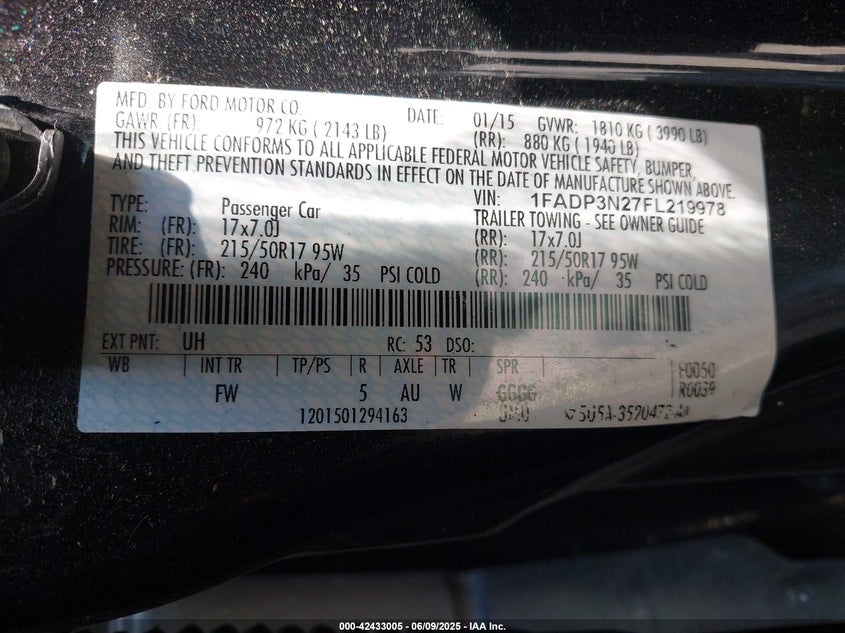 MFD. BY FORD MOTOR CO.
DATE: 01/15 GVWR: 1810 KG ( 3990 LB)
GAWR: (FR): 972 KG ( 2143 LB) (RR): 880 KG ( 1940 LB)
THIS VEHICLE CONFORMS TO ALL APPLICABLE FEDERAL MOTOR VEHICLE SAFETY, BUMPER,
AND THEFT PREVENTION STANDARDS IN EFFECT ON THE DATE OF MANUFACTURE SHOWN ABOVE.
VIN: 1FADP3N27FL219978
TYPE: Passenger Car TRAILER TOWING - SEE OWNER GUIDE
RIM: (FR): 17x7.0J (RR): 17x7.0J
TIRE: (FR): 215/50R17 95W (RR): 215/50R17 95W
PRESSURE: (FR): 240 kPa/ 35 PSI COLD (RR): 240 kPa/ 35 PSI COLD
EXT PNT: UH RC: 53 DSO:
WB INT TR TP/PS R AXLE TR SPR F0050
FW 5 AU W GGGG R0039
1201501294163
000-42433005 - 06/09/2025 - IAA Inc.